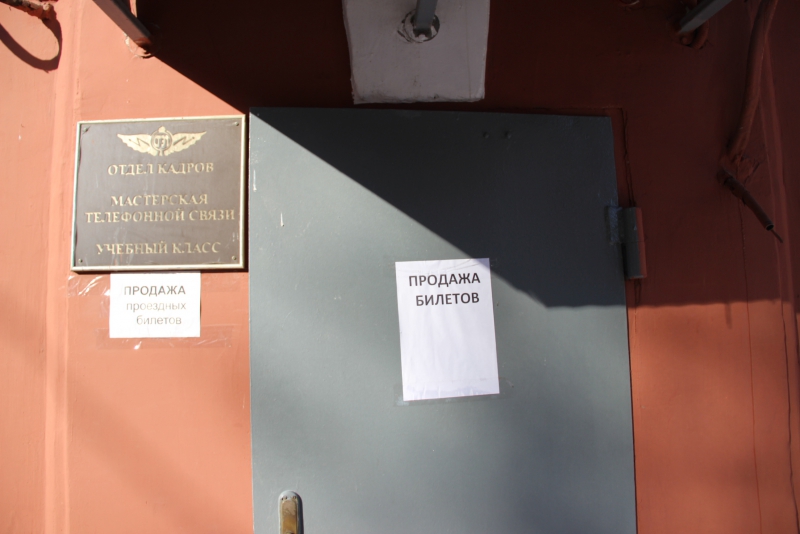 ОТДЕЛ КАДРОВ
МАСТЕРСКАЯ
ТЕЛЕФОННОЙ СВЯЗИ
УЧЕБНЫЙ КЛАСС
ПРОДАЖА
проездных
билетов
ПРОДАЖА
БИЛЕТОВ